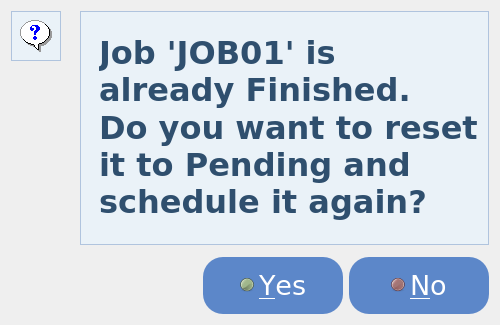 Job 'JOB01' is
already Finished.
Do you want to reset
it to Pending and
schedule it again?
Yes
No